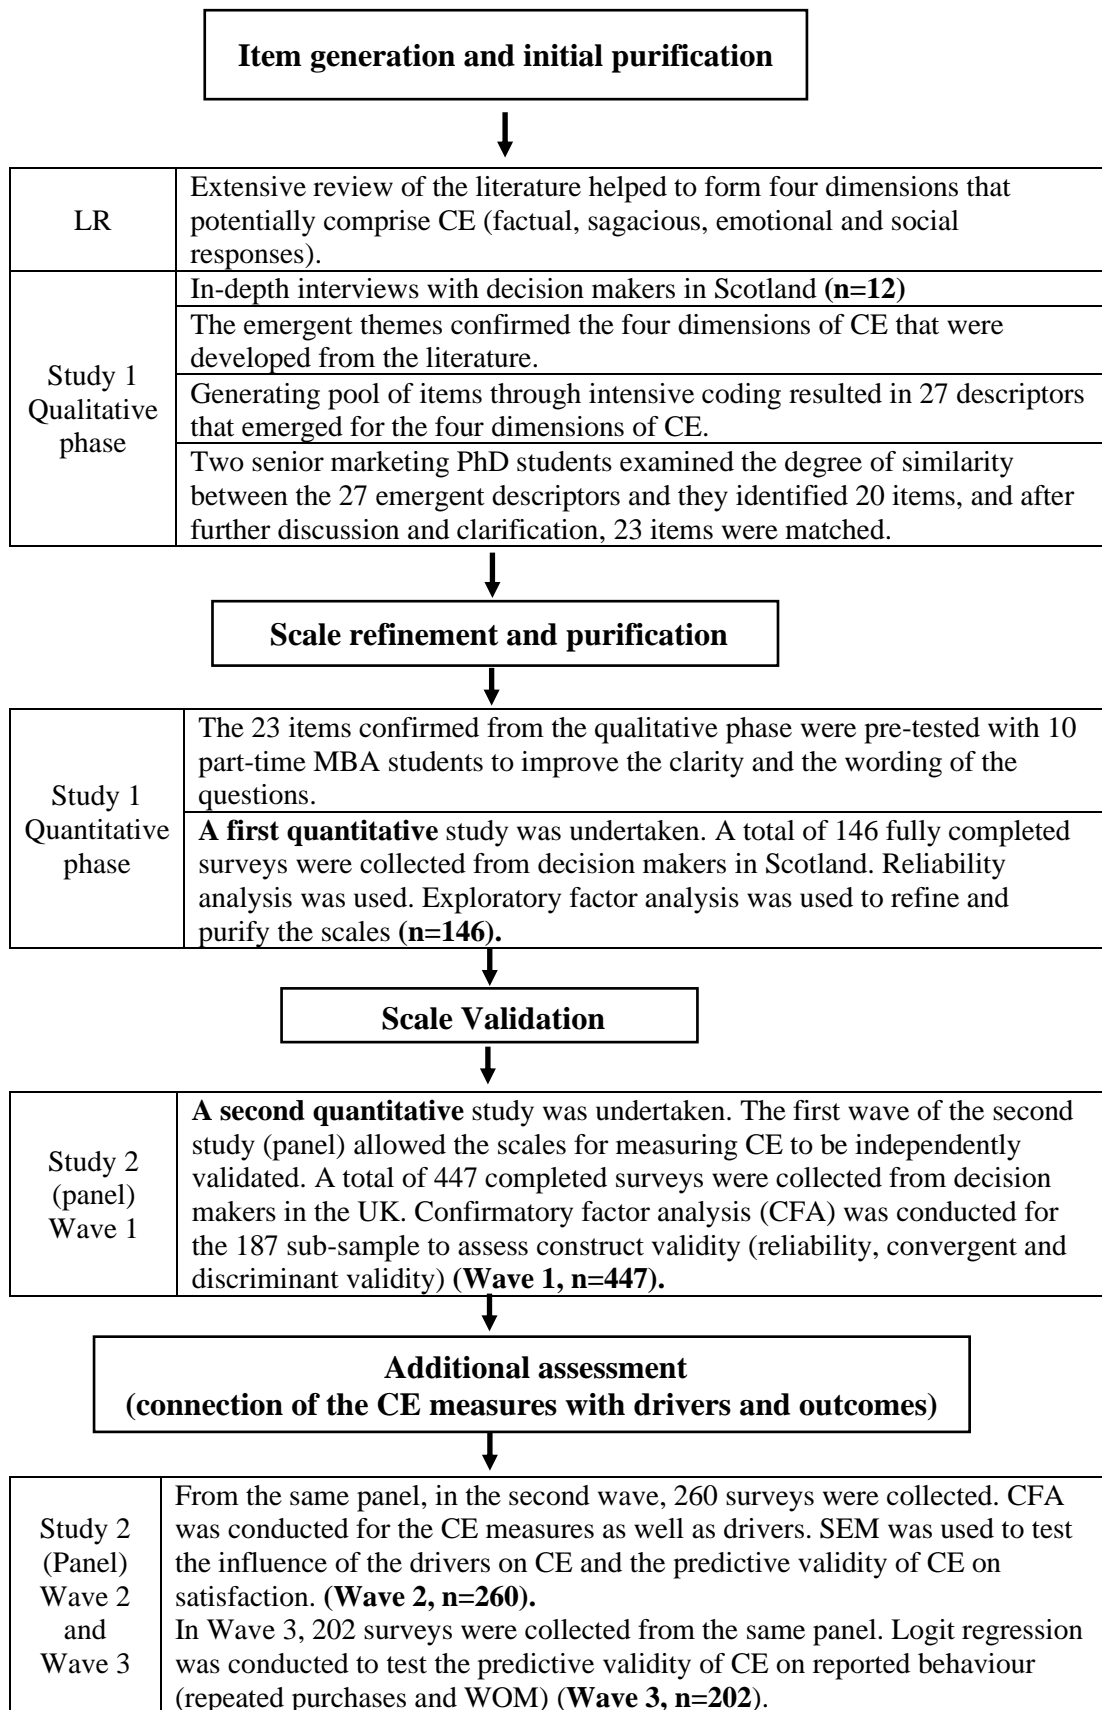 Item generation and initial purification
LR
Extensive review of the literature helped to form four dimensions that
potentially comprise CE (factual, sagacious, emotional and social
responses).
Study 1
Qualitative
phase
In-depth interviews with decision makers in Scotland (n=12)
The emergent themes confirmed the four dimensions of CE that were
developed from the literature.
Generating pool of items through intensive coding resulted in 27 descriptors
that emerged for the four dimensions of CE.
Two senior marketing PhD students examined the degree of similarity
between the 27 emergent descriptors and they identified 20 items, and after
further discussion and clarification, 23 items were matched.
Scale refinement and purification
Study 1
Quantitative
phase
The 23 items confirmed from the qualitative phase were pre-tested with 10
part-time MBA students to improve the clarity and the wording of the
questions.
A first quantitative study was undertaken. A total of 146 fully completed
surveys were collected from decision makers in Scotland. Reliability
analysis was used. Exploratory factor analysis was used to refine and
purify the scales (n=146).
Scale Validation
Study 2
(panel)
Wave 1
A second quantitative study was undertaken. The first wave of the second
study (panel) allowed the scales for measuring CE to be independently
validated. A total of 447 completed surveys were collected from decision
makers in the UK. Confirmatory factor analysis (CFA) was conducted for
the 187 sub-sample to assess construct validity (reliability, convergent and
discriminant validity) (Wave 1, n=447).
Additional assessment
(connection of the CE measures with drivers and outcomes)
Study 2
(Panel)
Wave 2
and
Wave 3
From the same panel, in the second wave, 260 surveys were collected. CFA
was conducted for the CE measures as well as drivers. SEM was used to test
the influence of the drivers on CE and the predictive validity of CE on
satisfaction. (Wave 2, n=260).
In Wave 3, 202 surveys were collected from the same panel. Logit regression
was conducted to test the predictive validity of CE on reported behaviour
(repeated purchases and WOM) (Wave 3, n=202).